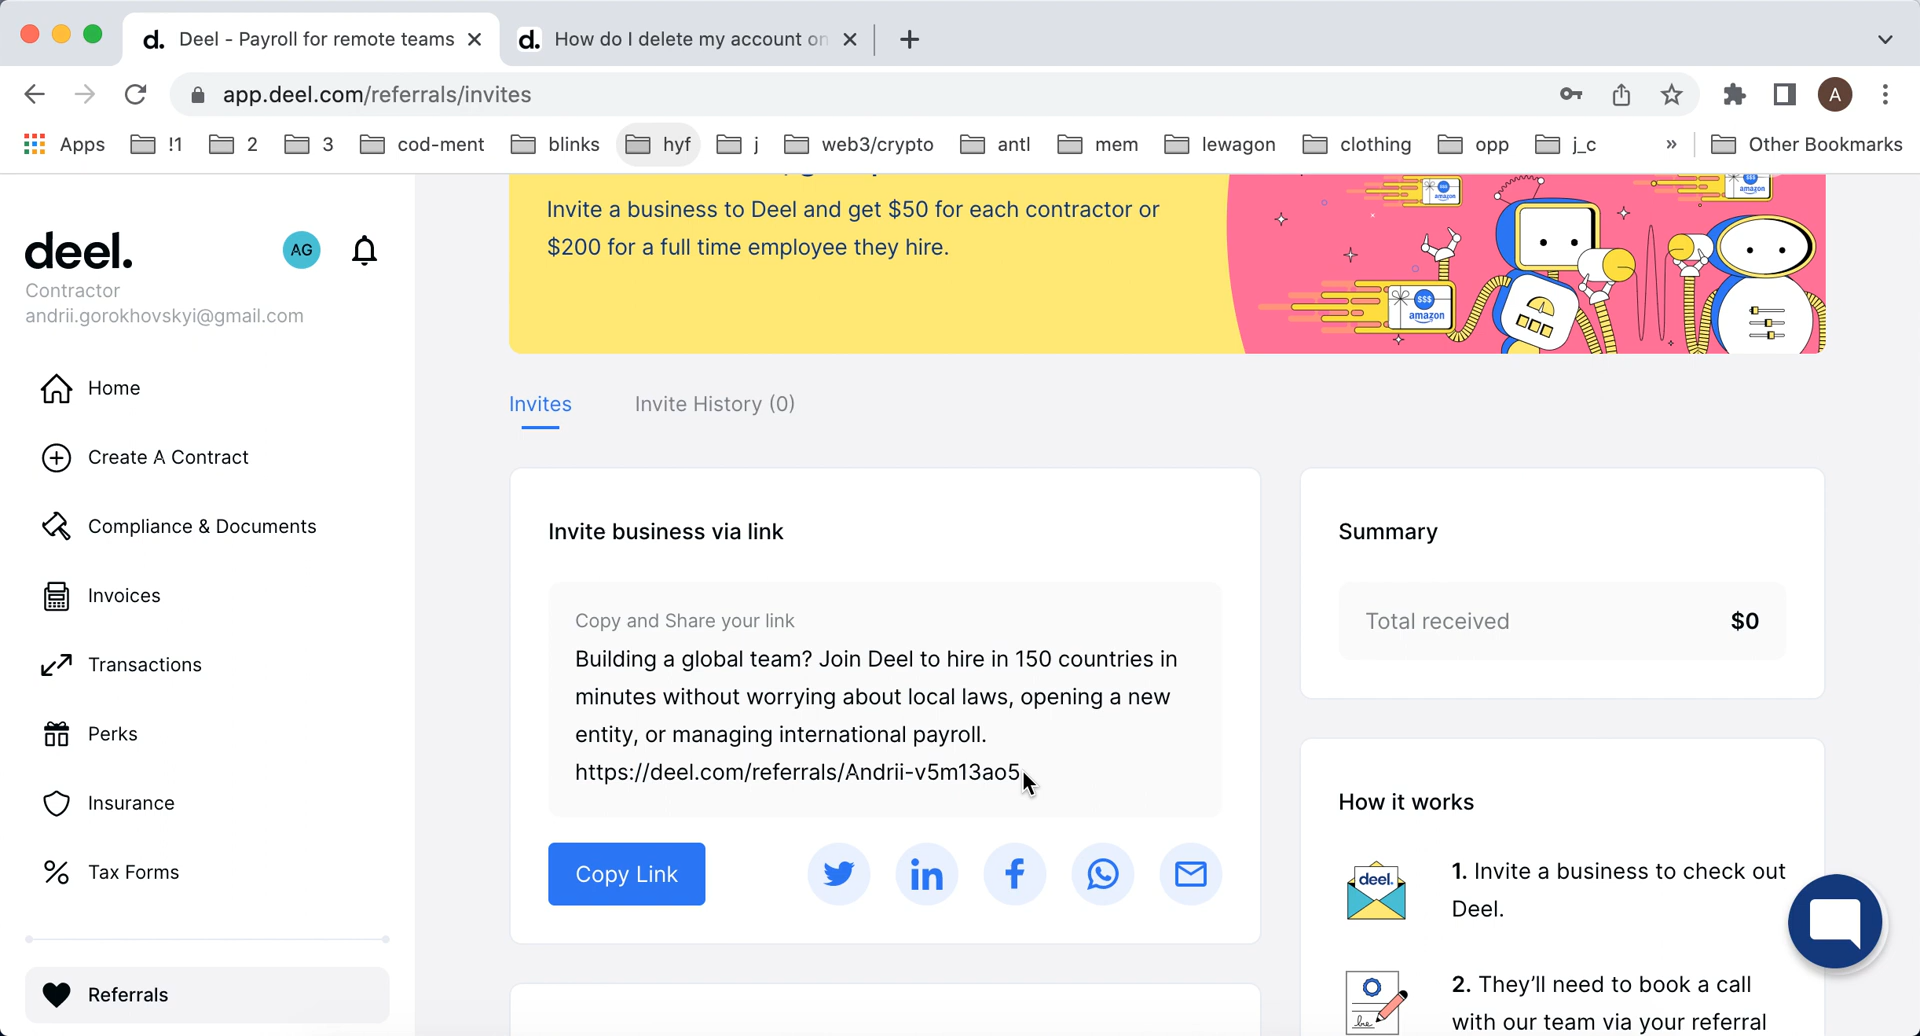 Deel - Payroll for remote teams
How do I delete my account on
app.deel.com/referrals/invites
A
Apps
!1
2
3
cod-ment
blinks
hyf
j
web3/crypto
antl
mem
lewagon
clothing
opp
j_c
»
Other Bookmarks
deel.
AG
Contractor
andrii.gorokhovskyi@gmail.com
Home
Create A Contract
Compliance & Documents
Invoices
Transactions
Perks
Insurance
Tax Forms
Referrals
Invite a business to Deel and get $50 for each contractor or
$200 for a full time employee they hire.
amazon
amazon
$$$
amazon
Invites
Invite History (0)
Invite business via link
Copy and Share your link
Building a global team? Join Deel to hire in 150 countries in
minutes without worrying about local laws, opening a new
entity, or managing international payroll.
https://deel.com/referrals/Andrii-v5m13ao5
Copy Link
Summary
Total received
$0
How it works
deel.
1. Invite a business to check out
Deel.
2. They'll need to book a call
with our team via your referral